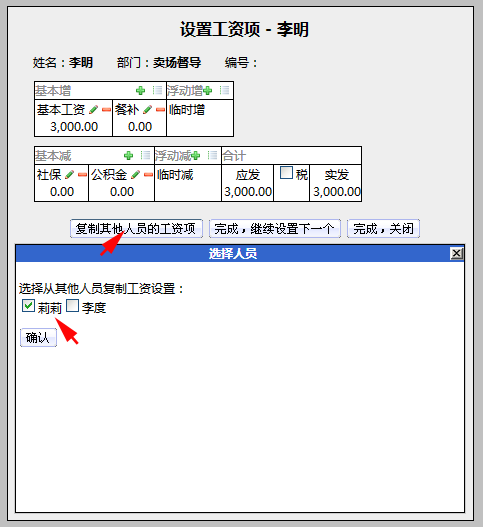 设置工资项 - 李明
姓名：李明 部门：卖场督导 编号：
基本增 浮动增
基本工资 餐补 临时增
3,000.00 0.00
基本减 浮动减 合计
社保 公积金 临时减 应发 税 实发
0.00 0.00 3,000.00 3,000.00
复制其他人员的工资项 完成，继续设置下一个 完成，关闭
选择人员
选择从其他人员复制工资设置：
莉莉 李度
确认